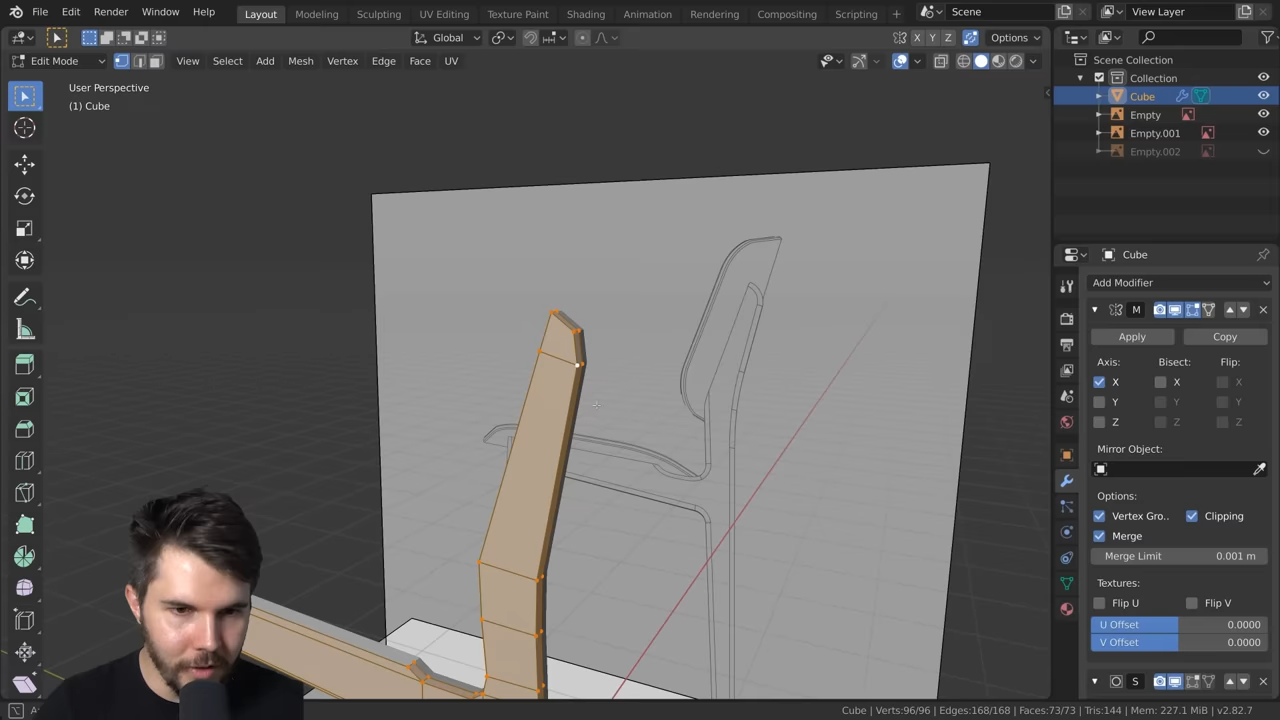 File Edit Render Window Help
Layout Modeling Sculpting UV Editing Texture Paint Shading Animation Rendering Compositing Scripting +
Scene
View Layer
Global
X Y Z
Options
Edit Mode
View Select Add Mesh Vertex Edge Face UV
User Perspective
(1) Cube
Scene Collection
Collection
Cube
Empty
Empty.001
Empty.002
Cube
Add Modifier
M
Apply
Copy
Axis: Bisect: Flip:
X X X
Y Y Y
Z Z Z
Mirror Object:
Options:
Vertex Gro.. Clipping
Merge
Merge Limit 0.001 m
Textures:
Flip U Flip V
U Offset 0.0000
V Offset 0.0000
S
Cube | Verts:96/96 | Edges:168/168 | Faces:73/73 | Tris:144 | Mem: 227.1 MiB | v2.82.7